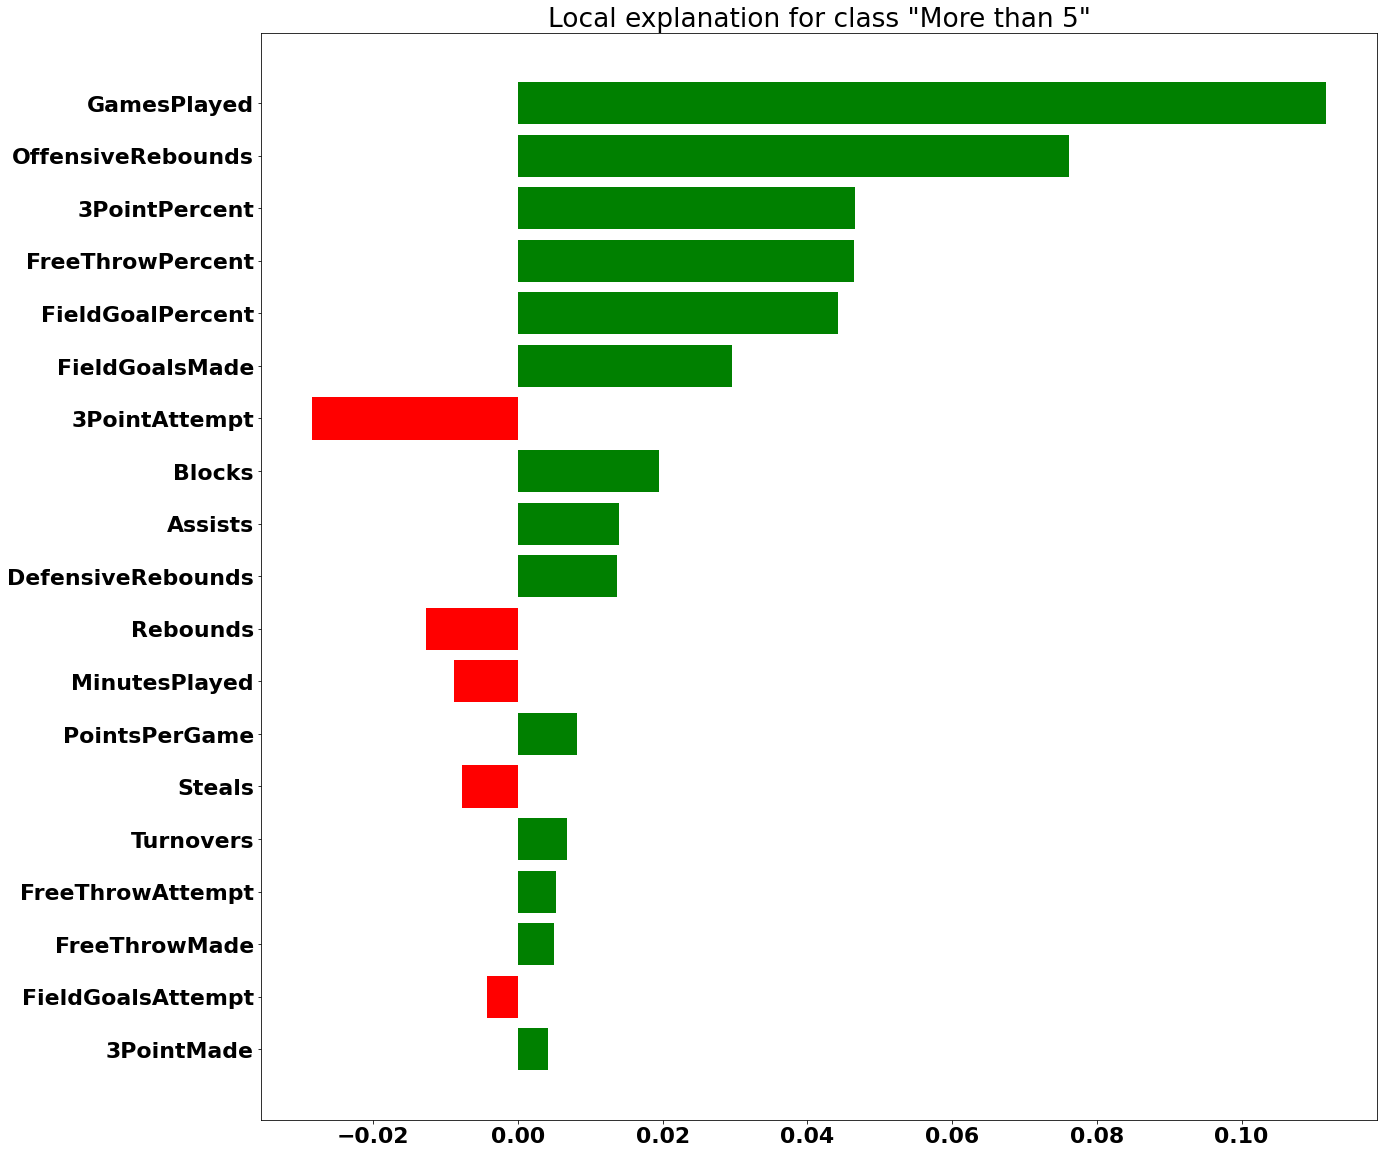 Local explanation for class "More than 5"
GamesPlayed
OffensiveRebounds
3PointPercent
FreeThrowPercent
FieldGoalPercent
FieldGoalsMade
3PointAttempt
Blocks
Assists
DefensiveRebounds
Rebounds
MinutesPlayed
PointsPerGame
Steals
Turnovers
FreeThrowAttempt
FreeThrowMade
FieldGoalsAttempt
3PointMade
−0.02 0.00 0.02 0.04 0.06 0.08 0.10